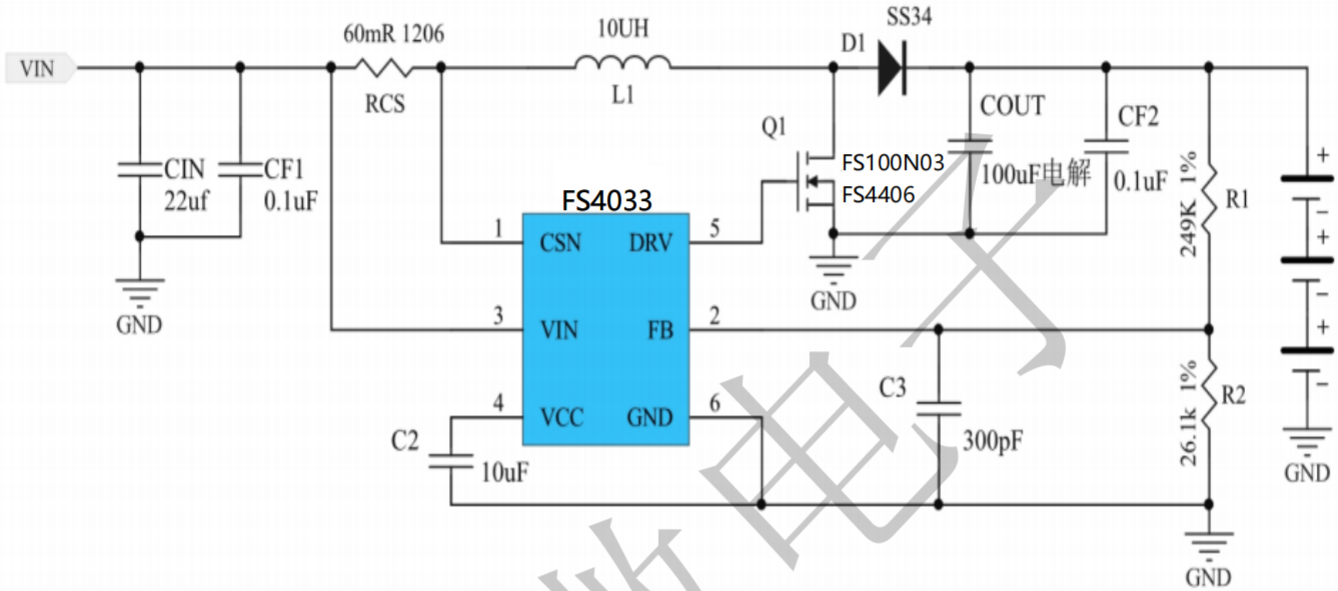 VIN
60mR 1206
RCS
10UH
L1
SS34
D1
COUT
100uF电解
CF2
0.1uF
CIN
22uf
CF1
0.1uF
GND
Q1
FS100N03
FS4406
GND
249K 1%
R1
+
−
+
−
+
−
GND
FS4033
1 CSN DRV 5
3 VIN FB 2
4 VCC GND 6
C2
10uF
C3
300pF
26.1k 1%
R2
GND
电子